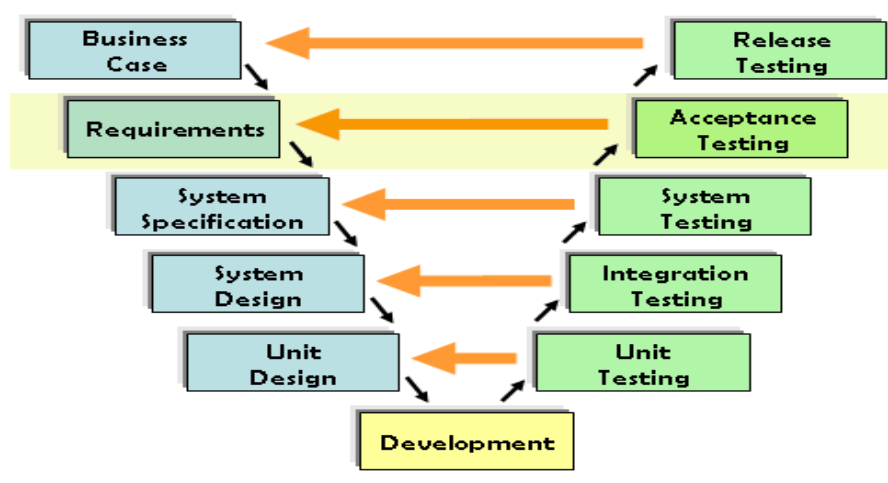 Business
Case
Release
Testing
Requirements
Acceptance
Testing
System
Specification
System
Testing
System
Design
Integration
Testing
Unit
Design
Unit
Testing
Development